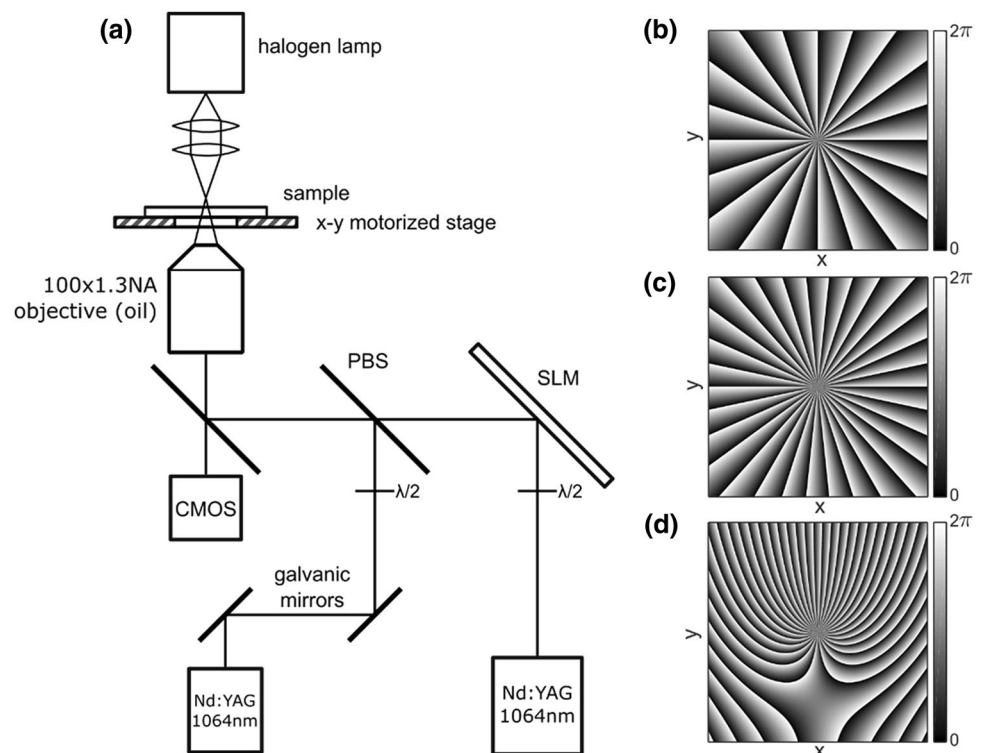 (a)
halogen lamp
sample
x-y motorized stage
100x1.3NA
objective (oil)
PBS
SLM
CMOS
λ/2
λ/2
galvanic
mirrors
Nd:YAG
1064nm
Nd:YAG
1064nm
(b)
2π
y
x
0
(c)
2π
y
x
0
(d)
2π
y
x
0